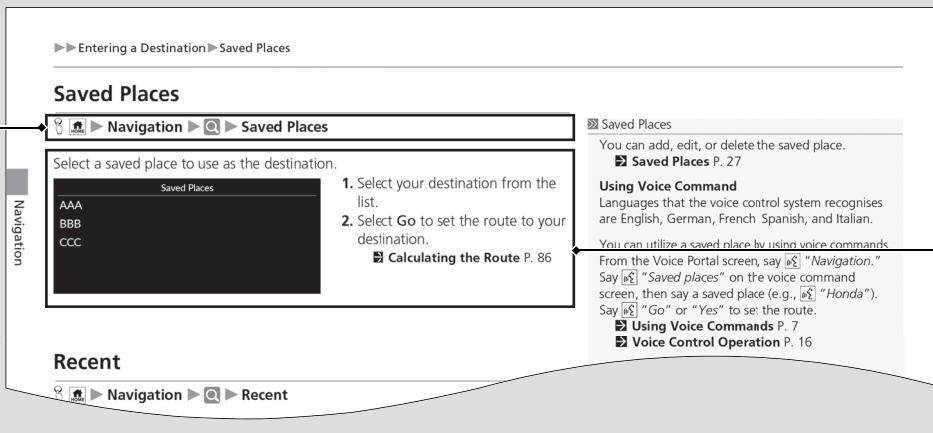 Entering a Destination Saved Places
Saved Places
HOME Navigation Saved Places
Select a saved place to use as the destination.
Saved Places
AAA
BBB
CCC
1. Select your destination from the
list.
2. Select Go to set the route to your
destination.
Calculating the Route P. 86
Saved Places
You can add, edit, or delete the saved place.
Saved Places P. 27
Using Voice Command
Languages that the voice control system recognises
are English, German, French Spanish, and Italian.
You can utilize a saved place by using voice commands
From the Voice Portal screen, say "Navigation."
Say "Saved places" on the voice command
screen, then say a saved place (e.g., "Honda").
Say "Go" or "Yes" to set the route.
Using Voice Commands P. 7
Voice Control Operation P. 16
Navigation
Recent
HOME Navigation Recent